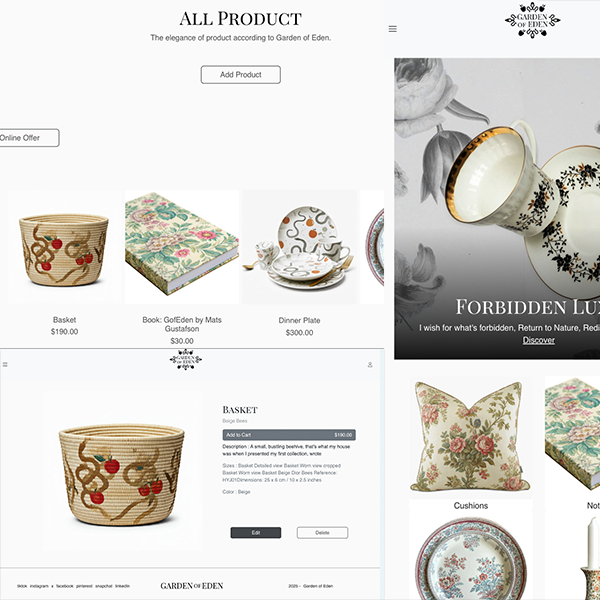 ALL PRODUCT
The elegance of product according to Garden of Eden.
Add Product
Online Offer
Basket
$190.00
Book: GofEden by Mats
Gustafson
$30.00
Dinner Plate
$300.00
GARDEN
OF EDEN
FORBIDDEN LU
I wish for what's forbidden, Return to Nature, Redi
Discover
Cushions
Not
GARDEN
OF EDEN
BASKET
Beige Bees
Add to Cart $190.00
Description : A small, bustling beehive, that's what my house
was when I presented my first collection, wrote
Sizes : Basket Detailed view Basket Worn view cropped
Basket Worn view Basket Beige Dior Bees Reference:
HYJ01Dimensions: 25 x 6 cm / 10 x 2.5 inches
Color : Beige
Edit
Delete
tiktok instagram x facebook pinterest snapchat linkedin
GARDEN OF EDEN
2025 - Garden of Eden